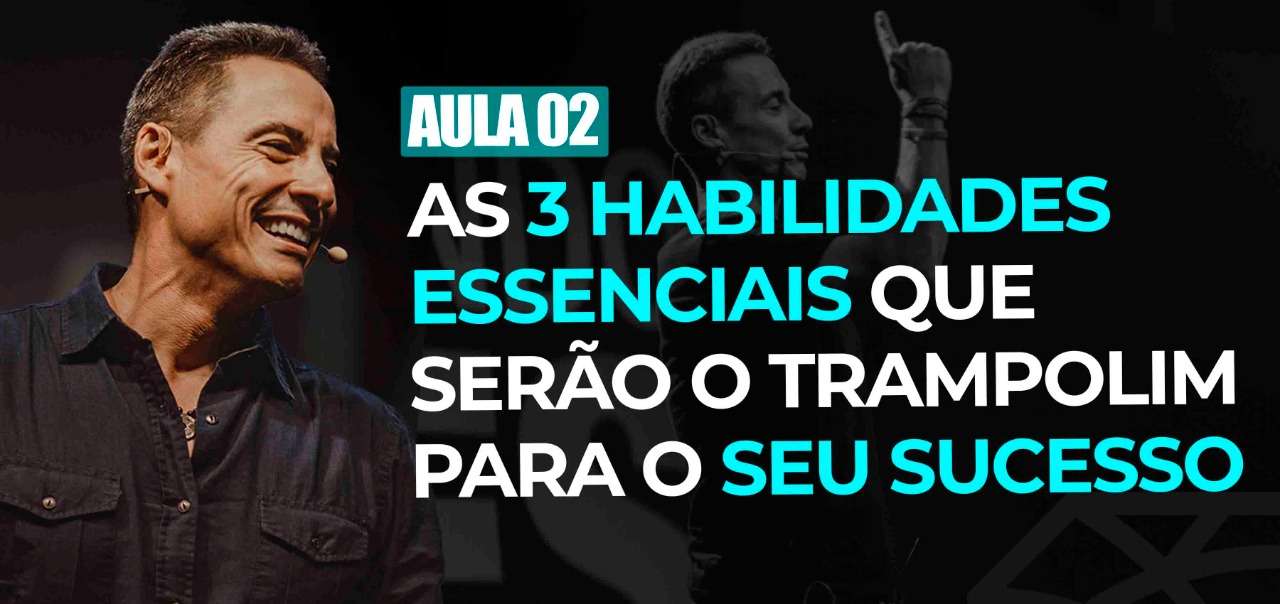 AULA 02
AS 3 HABILIDADES
ESSENCIAIS QUE
SERÃO O TRAMPOLIM
PARA O SEU SUCESSO